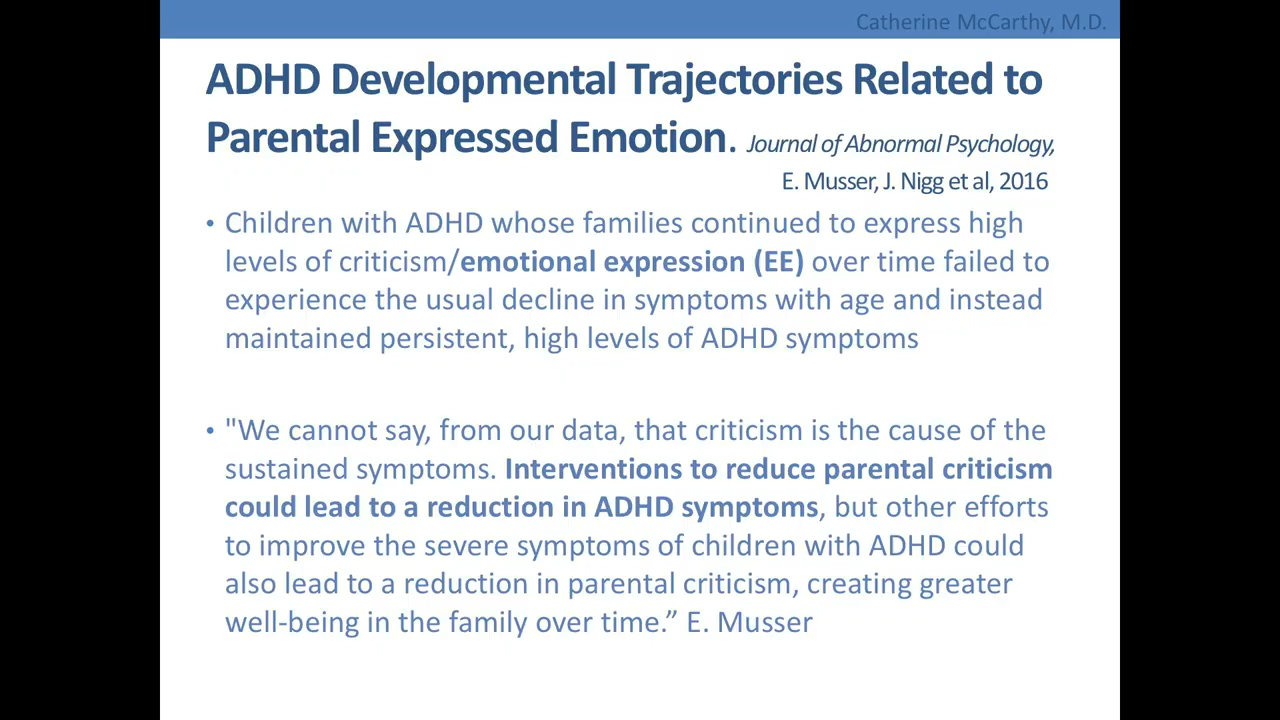 Catherine McCarthy, M.D.
ADHD Developmental Trajectories Related to
Parental Expressed Emotion. Journal of Abnormal Psychology,
E. Musser, J. Nigg et al, 2016
• Children with ADHD whose families continued to express high
levels of criticism/emotional expression (EE) over time failed to
experience the usual decline in symptoms with age and instead
maintained persistent, high levels of ADHD symptoms
• "We cannot say, from our data, that criticism is the cause of the
sustained symptoms. Interventions to reduce parental criticism
could lead to a reduction in ADHD symptoms, but other efforts
to improve the severe symptoms of children with ADHD could
also lead to a reduction in parental criticism, creating greater
well-being in the family over time.” E. Musser